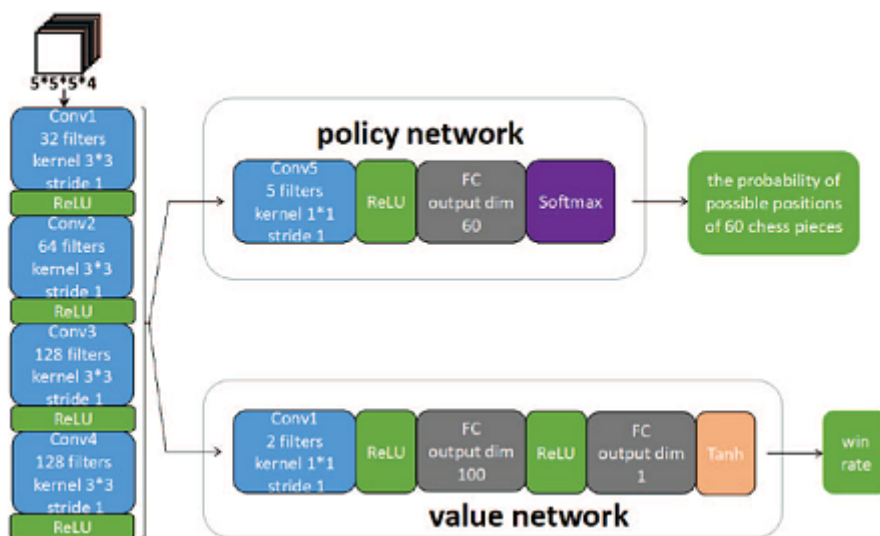 5*5*5*4
Conv1
32 filters
kernel 3*3
stride 1
ReLU
Conv2
64 filters
kernel 3*3
stride 1
ReLU
Conv3
128 filters
kernel 3*3
stride 1
ReLU
Conv4
128 filters
kernel 3*3
stride 1
ReLU
policy network
Conv5
5 filters
kernel 1*1
stride 1
ReLU
FC
output dim
60
Softmax
the probability of
possible positions
of 60 chess pieces
Conv1
2 filters
kernel 1*1
stride 1
ReLU
FC
output dim
100
ReLU
FC
output dim
1
Tanh
win
rate
value network